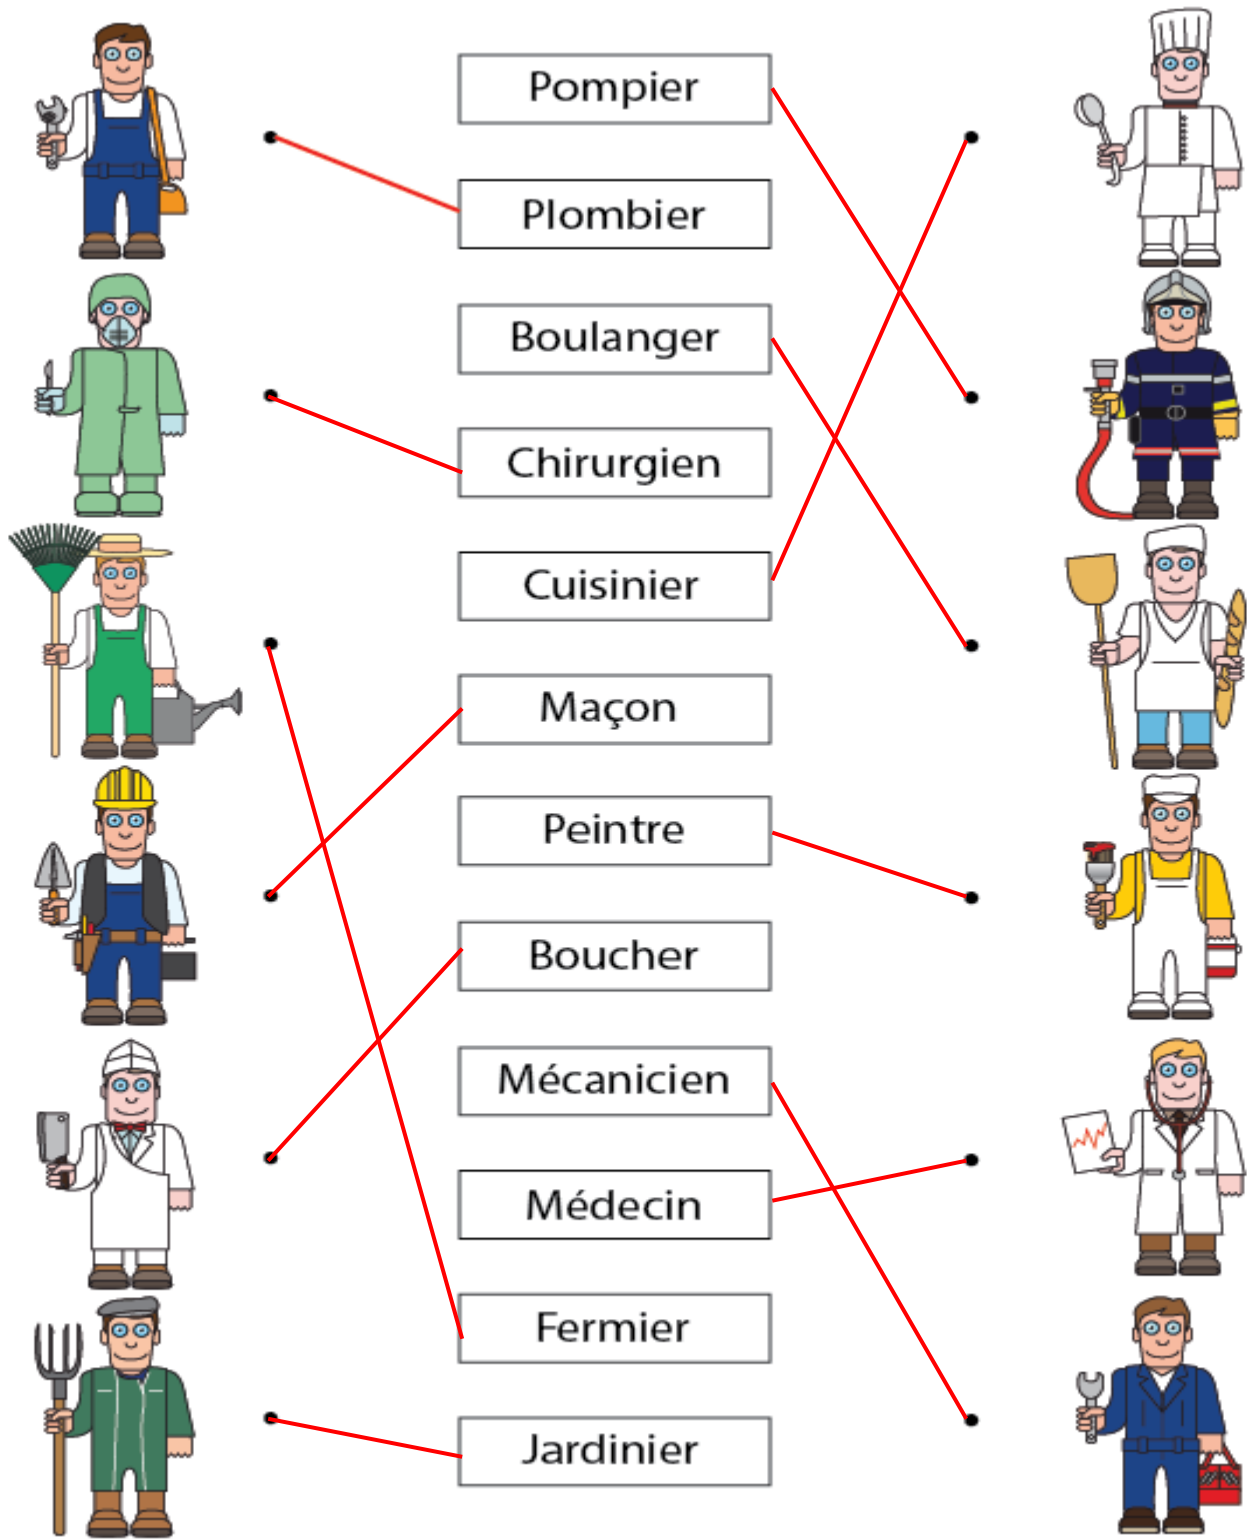 Pompier
Plombier
Boulanger
Chirurgien
Cuisinier
Maçon
Peintre
Boucher
Mécanicien
Médecin
Fermier
Jardinier